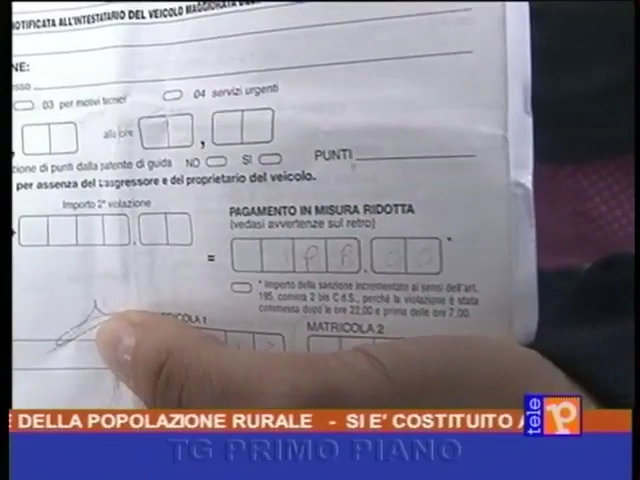 NOTIFICATA ALL'INTESTATARIO DEL VEICOLO MAGGIORATA
NE:
03 per motivi tecnici
04 servizi urgenti
alle ore
,
zione di punti dalla patente di guida NO SI PUNTI
per assenza del trasgressore e del proprietario del veicolo.
Importo 2ª violazione
PAGAMENTO IN MISURA RIDOTTA
(vedasi avvertenze sul retro)
= *
* Importo della sanzione incrementato ai sensi dell'art.
195, comma 2 bis C.d.S., perché la violazione è stata
commessa dopo le ore 22,00 e prima delle ore 7,00.
MATRICOLA 2
E DELLA POPOLAZIONE RURALE - SI E' COSTITUITO
tele p
TG PRIMO PIANO